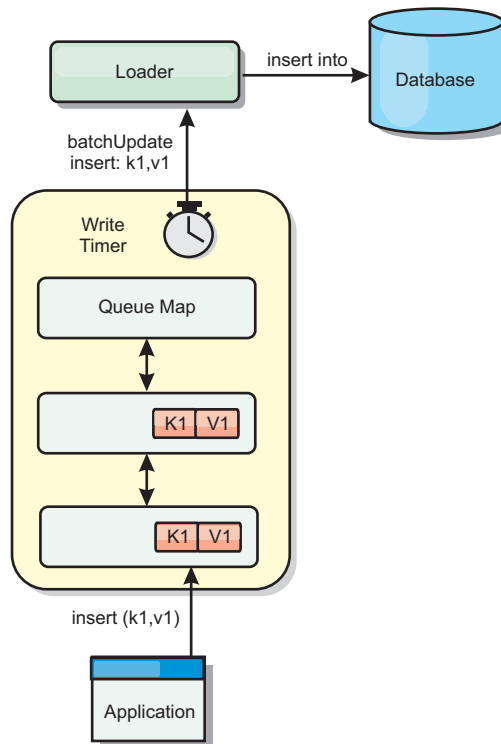 Loader
insert into
Database
batchUpdate
insert: k1,v1
Write
Timer
Queue Map
K1 V1
K1 V1
insert (k1,v1)
Application